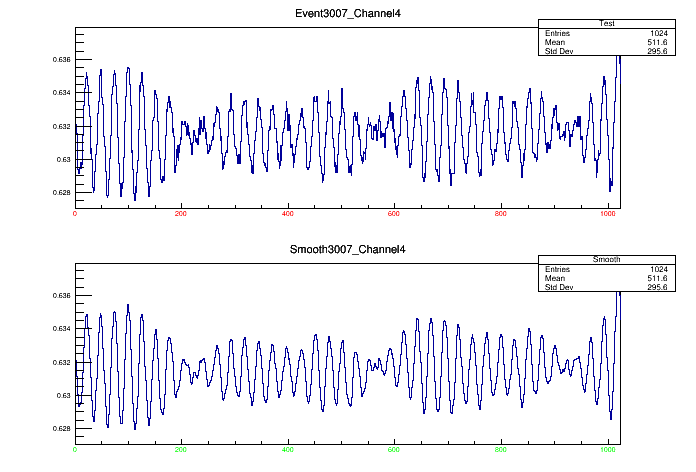 Event3007_Channel4
Test
Entries 1024
Mean 511.6
Std Dev 295.6
0.636
0.634
0.632
0.63
0.628
0 200 400 600 800 1000
Smooth3007_Channel4
Smooth
Entries 1024
Mean 511.6
Std Dev 295.6
0.636
0.634
0.632
0.63
0.628
0 200 400 600 800 1000